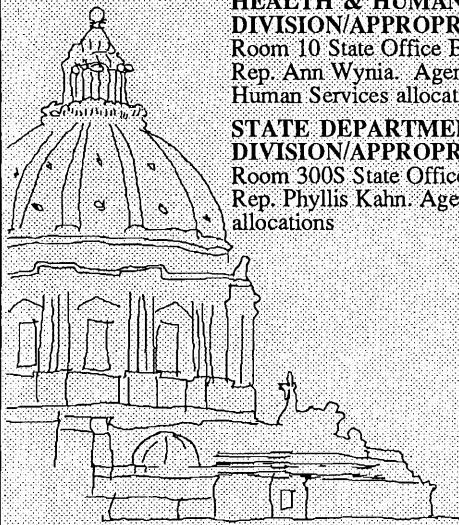 HEALTH & HUMAN
DIVISION/APPROPR
Room 10 State Office B
Rep. Ann Wynia. Agen
Human Services allocat
STATE DEPARTMEN
DIVISION/APPROPR
Room 300S State Office
Rep. Phyllis Kahn. Age
allocations